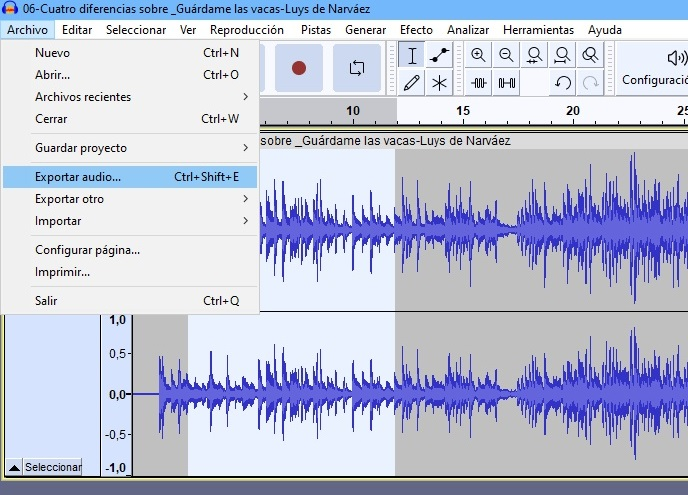 06-Cuatro diferencias sobre _Guárdame las vacas-Luys de Narváez
Archivo Editar Seleccionar Ver Reproducción Pistas Generar Efecto Analizar Herramientas Ayuda
Nuevo Ctrl+N
Abrir... Ctrl+O
Archivos recientes
Cerrar Ctrl+W
Guardar proyecto
Exportar audio... Ctrl+Shift+E
Exportar otro
Importar
Configurar página...
Imprimir...
Salir Ctrl+Q
Configuració
10 15 20 25
sobre _Guárdame las vacas-Luys de Narváez
1,0
0,5
0,0
-0,5
-1,0
Seleccionar